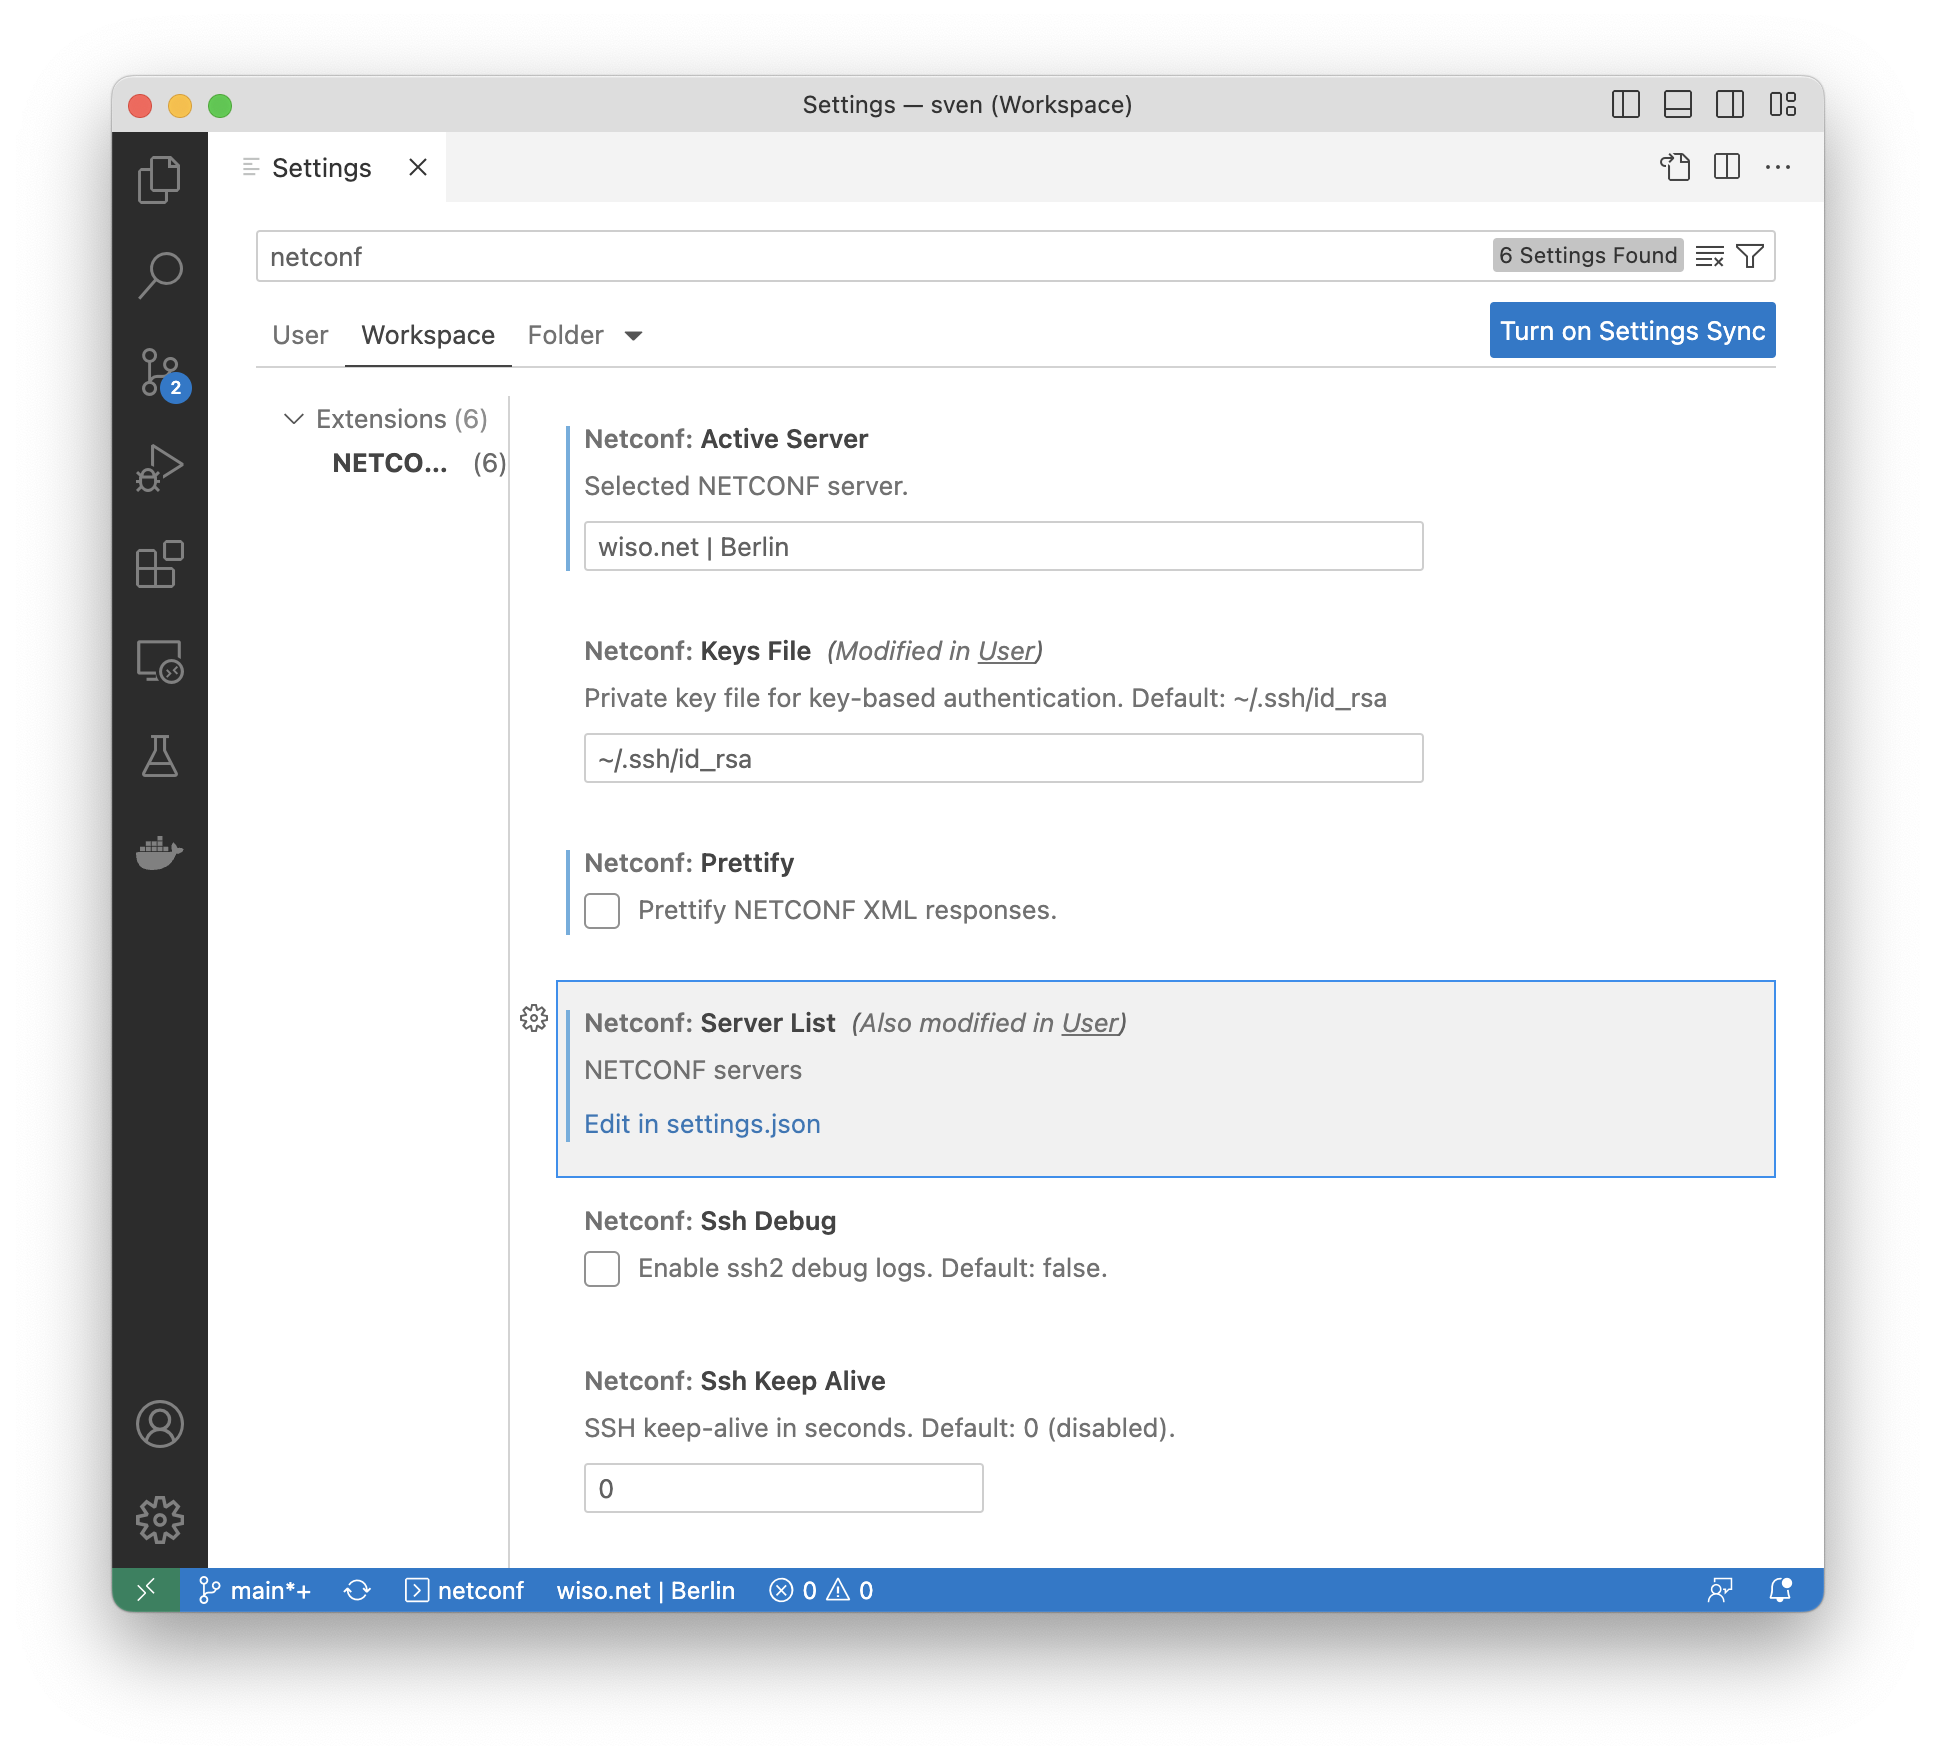 Settings — sven (Workspace)
Settings
netconf
6 Settings Found
User Workspace Folder
Turn on Settings Sync
Extensions (6)
NETCO... (6)
Netconf: Active Server
Selected NETCONF server.
wiso.net | Berlin
Netconf: Keys File (Modified in User)
Private key file for key-based authentication. Default: ~/.ssh/id_rsa
~/.ssh/id_rsa
Netconf: Prettify
Prettify NETCONF XML responses.
Netconf: Server List (Also modified in User)
NETCONF servers
Edit in settings.json
Netconf: Ssh Debug
Enable ssh2 debug logs. Default: false.
Netconf: Ssh Keep Alive
SSH keep-alive in seconds. Default: 0 (disabled).
0
2
main*+ netconf wiso.net | Berlin 0 0